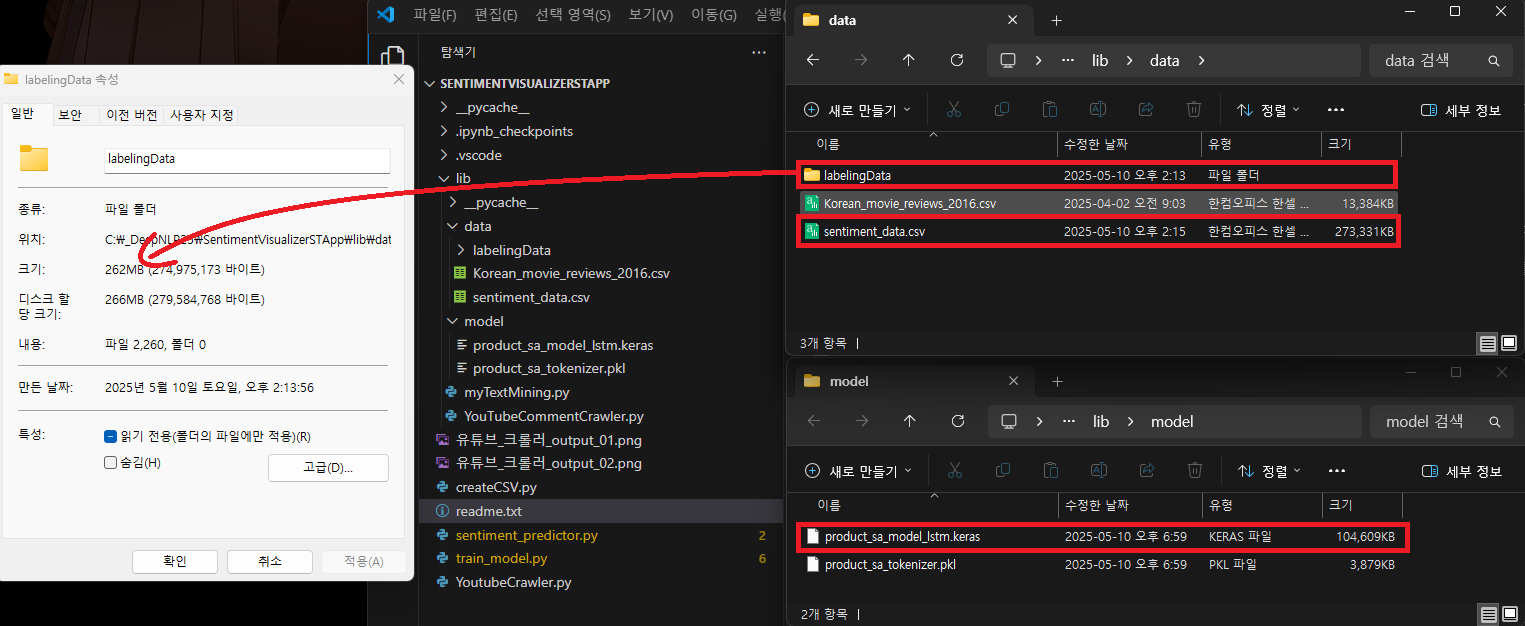 labelingData 속성
일반
보안
이전 버전
사용자 지정
labelingData
종류:
파일 폴더
위치:
C:₩_DeepNLP25₩SentimentVisualizerSTApp₩lib₩dat
크기:
262MB (274,975,173 바이트)
디스크 할
당 크기:
266MB (279,584,768 바이트)
내용:
파일 2,260, 폴더 0
만든 날짜:
2025년 5월 10일 토요일, 오후 2:13:56
특성:
읽기 전용(폴더의 파일에만 적용)(R)
숨김(H)
고급(D)...
확인
취소
적용(A)
파일(F) 편집(E) 선택 영역(S) 보기(V) 이동(G) 실행(
탐색기
SENTIMENTVISUALIZERSTAPP
__pycache__
.ipynb_checkpoints
.vscode
lib
__pycache__
data
labelingData
Korean_movie_reviews_2016.csv
sentiment_data.csv
model
product_sa_model_lstm.keras
product_sa_tokenizer.pkl
myTextMining.py
YouTubeCommentCrawler.py
유튜브_크롤러_output_01.png
유튜브_크롤러_output_02.png
createCSV.py
readme.txt
sentiment_predictor.py 2
train_model.py 6
YoutubeCrawler.py
data
lib
data
data 검색
새로 만들기
정렬
세부 정보
이름 수정한 날짜 유형 크기
labelingData 2025-05-10 오후 2:13 파일 폴더
Korean_movie_reviews_2016.csv 2025-04-02 오전 9:03 한컴오피스 한셀 ... 13,384KB
sentiment_data.csv 2025-05-10 오후 2:15 한컴오피스 한셀 ... 273,331KB
3개 항목
model
lib
model
model 검색
새로 만들기
정렬
세부 정보
이름 수정한 날짜 유형 크기
product_sa_model_lstm.keras 2025-05-10 오후 6:59 KERAS 파일 104,609KB
product_sa_tokenizer.pkl 2025-05-10 오후 6:59 PKL 파일 3,879KB
2개 항목